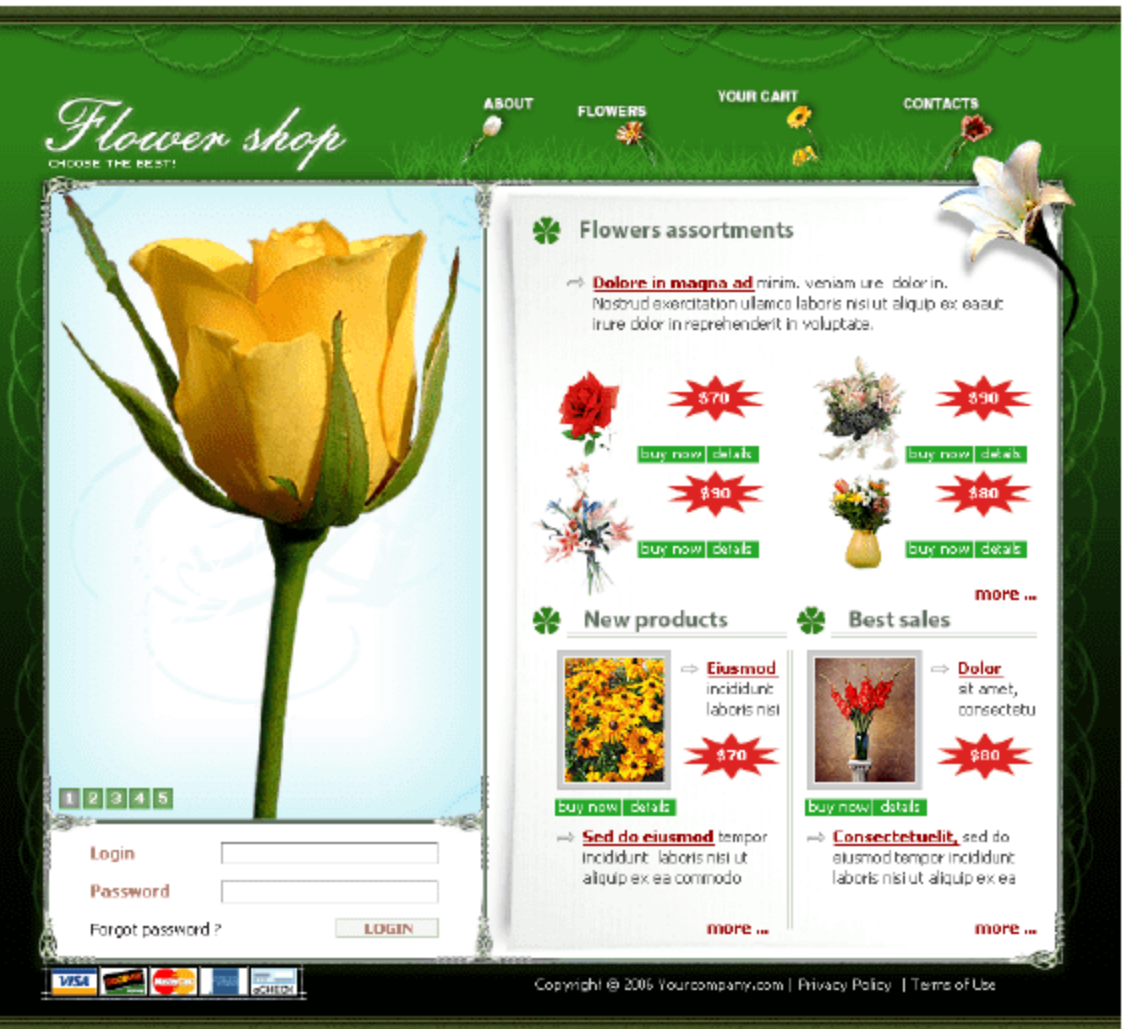 Flower shop
CHOOSE THE BEST!
ABOUT
FLOWERS
YOUR CART
CONTACTS
Flowers assortments
Dolore in magna ad minim. veniam ure dolor in.
Nostrud exercitation ullamco laboris nisi ut aliquip ex eaaut
irure dolor in reprehenderit in voluptate.
$70
buy now | details
$90
buy now | details
$90
buy now | details
$80
buy now | details
more ...
New products
Eiusmod
incididunt
laboris nisi
$70
buy now | details
Sed do eiusmod tempor
incididunt laboris nisi ut
aliquip ex ea commodo
more ...
Best sales
Dolor
sit amet,
consectetu
$80
buy now | details
Consectetuelit, sed do
eiusmod tempor incididunt
laboris nisi ut aliquip ex ea
more ...
1 2 3 4 5
Login
Password
Forgot password ?
LOGIN
VISA
MasterCard
eCHECK
Copyright @ 2006 Yourcompany.com | Privacy Policy | Terms of Use